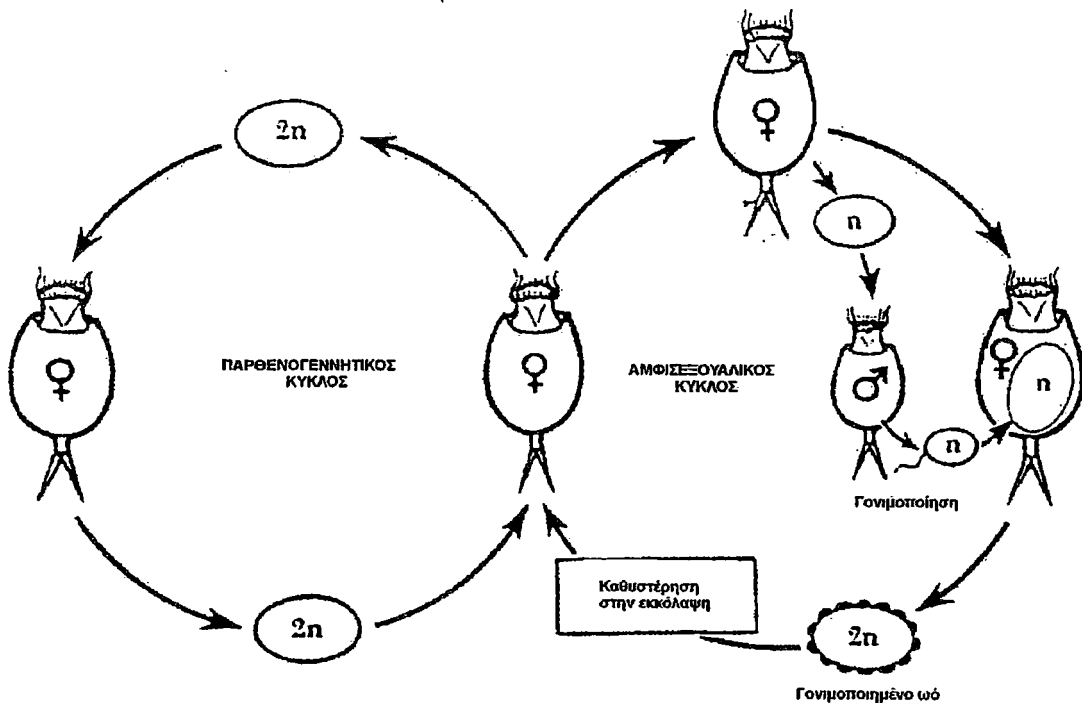 2n
n
ΠΑΡΘΕΝΟΓΕΝΝΗΤΙΚΟΣ
ΚΥΚΛΟΣ
ΑΜΦΙΣΕΞΟΥΑΛΙΚΟΣ
ΚΥΚΛΟΣ
n
n
Γονιμοποίηση
Καθυστέρηση
στην εκκόλαψη
2n
2n
Γονιμοποιημένο ωό